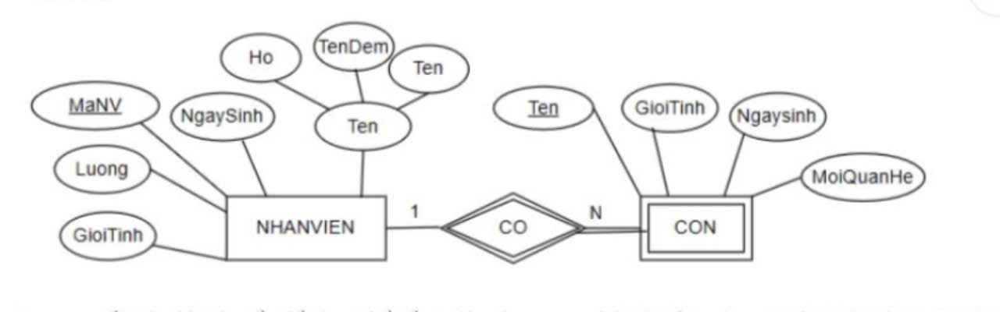 Ho
TenDem
Ten
MaNV
NgaySinh
Ten
Ten
GioiTinh
Ngaysinh
Luong
MoiQuanHe
GioiTinh
NHANVIEN
1
CO
N
CON